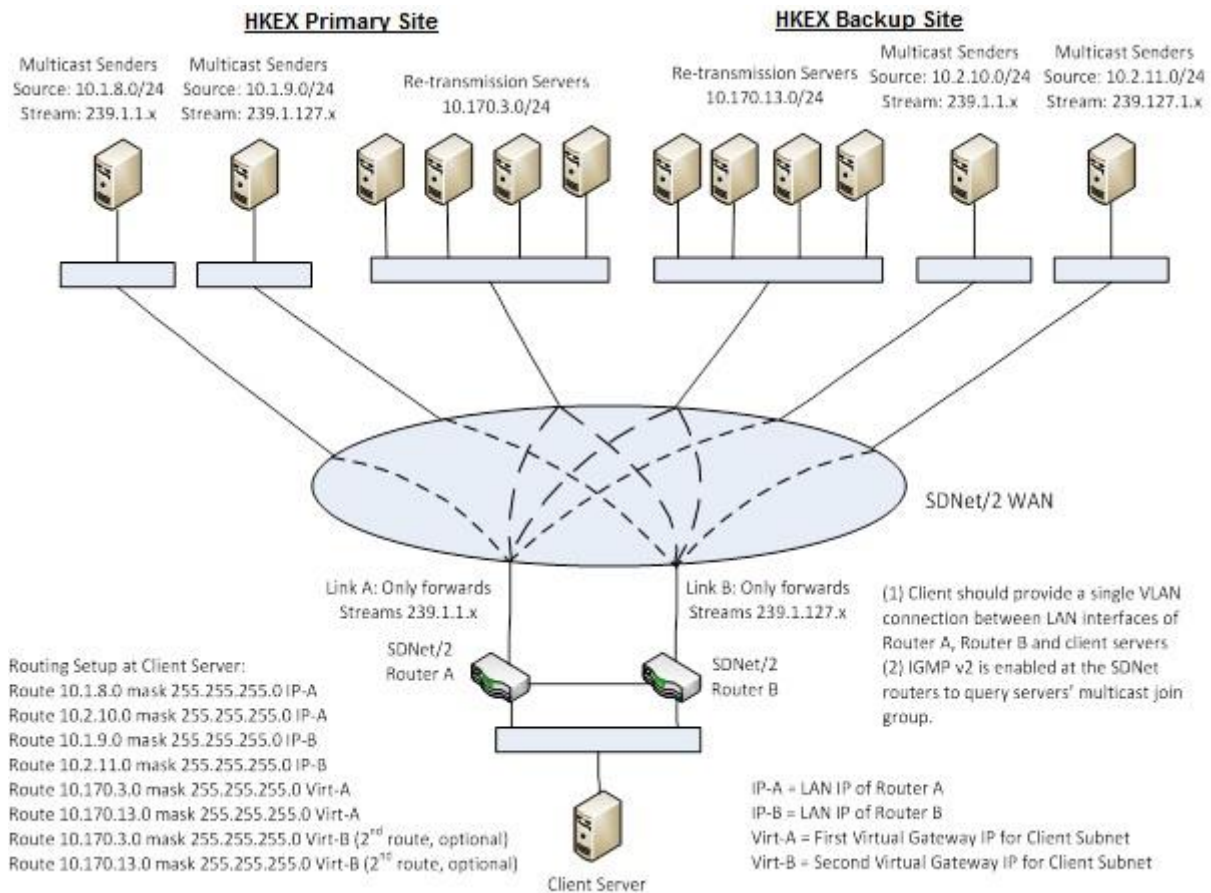 HKEX Primary Site
HKEX Backup Site
Multicast Senders
Source: 10.1.8.0/24
Stream: 239.1.1.x
Multicast Senders
Source: 10.1.9.0/24
Stream: 239.1.127.x
Re-transmission Servers
10.170.3.0/24
Re-transmission Servers
10.170.13.0/24
Multicast Senders
Source: 10.2.10.0/24
Stream: 239.1.1.x
Multicast Senders
Source: 10.2.11.0/24
Stream: 239.127.1.x
SDNet/2 WAN
Link A: Only forwards
Streams 239.1.1.x
Link B: Only forwards
Streams 239.1.127.x
SDNet/2
Router A
SDNet/2
Router B
(1) Client should provide a single VLAN
connection between LAN interfaces of
Router A, Router B and client servers
(2) IGMP v2 is enabled at the SDNet
routers to query servers' multicast join
group.
Routing Setup at Client Server:
Route 10.1.8.0 mask 255.255.255.0 IP-A
Route 10.2.10.0 mask 255.255.255.0 IP-A
Route 10.1.9.0 mask 255.255.255.0 IP-B
Route 10.2.11.0 mask 255.255.255.0 IP-B
Route 10.170.3.0 mask 255.255.255.0 Virt-A
Route 10.170.13.0 mask 255.255.255.0 Virt-A
Route 10.170.3.0 mask 255.255.255.0 Virt-B (2nd route, optional)
Route 10.170.13.0 mask 255.255.255.0 Virt-B (2nd route, optional)
Client Server
IP-A = LAN IP of Router A
IP-B = LAN IP of Router B
Virt-A = First Virtual Gateway IP for Client Subnet
Virt-B = Second Virtual Gateway IP for Client Subnet